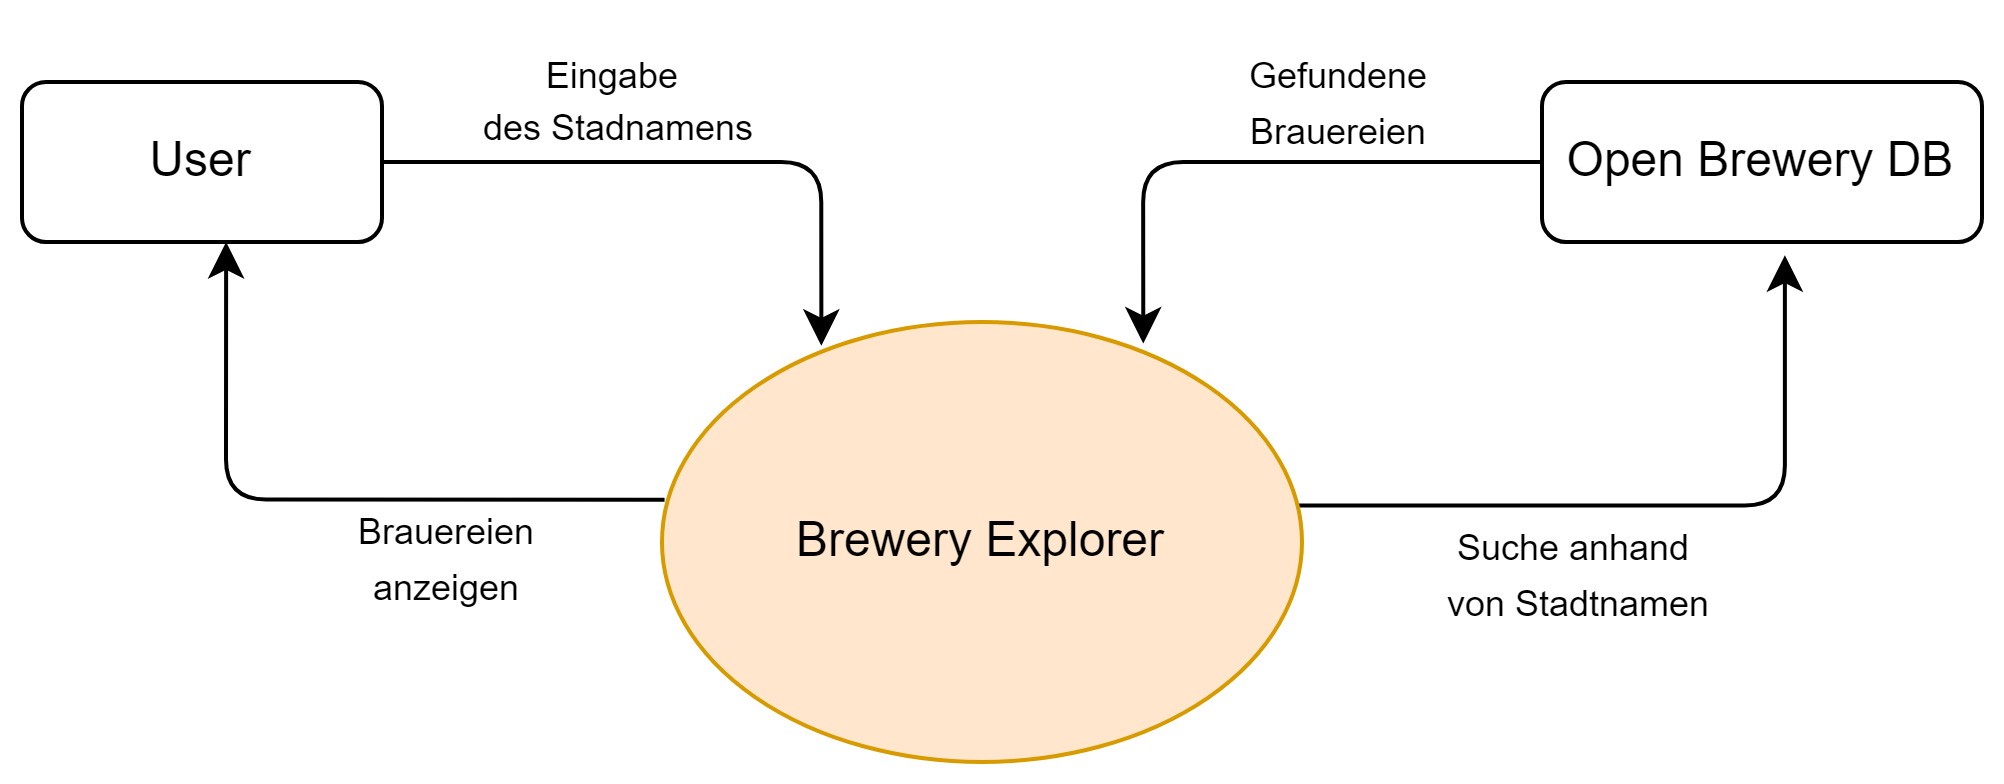 Eingabe
des Stadnamens
Gefundene
Brauereien
User
Open Brewery DB
Brewery Explorer
Brauereien
anzeigen
Suche anhand
von Stadtnamen